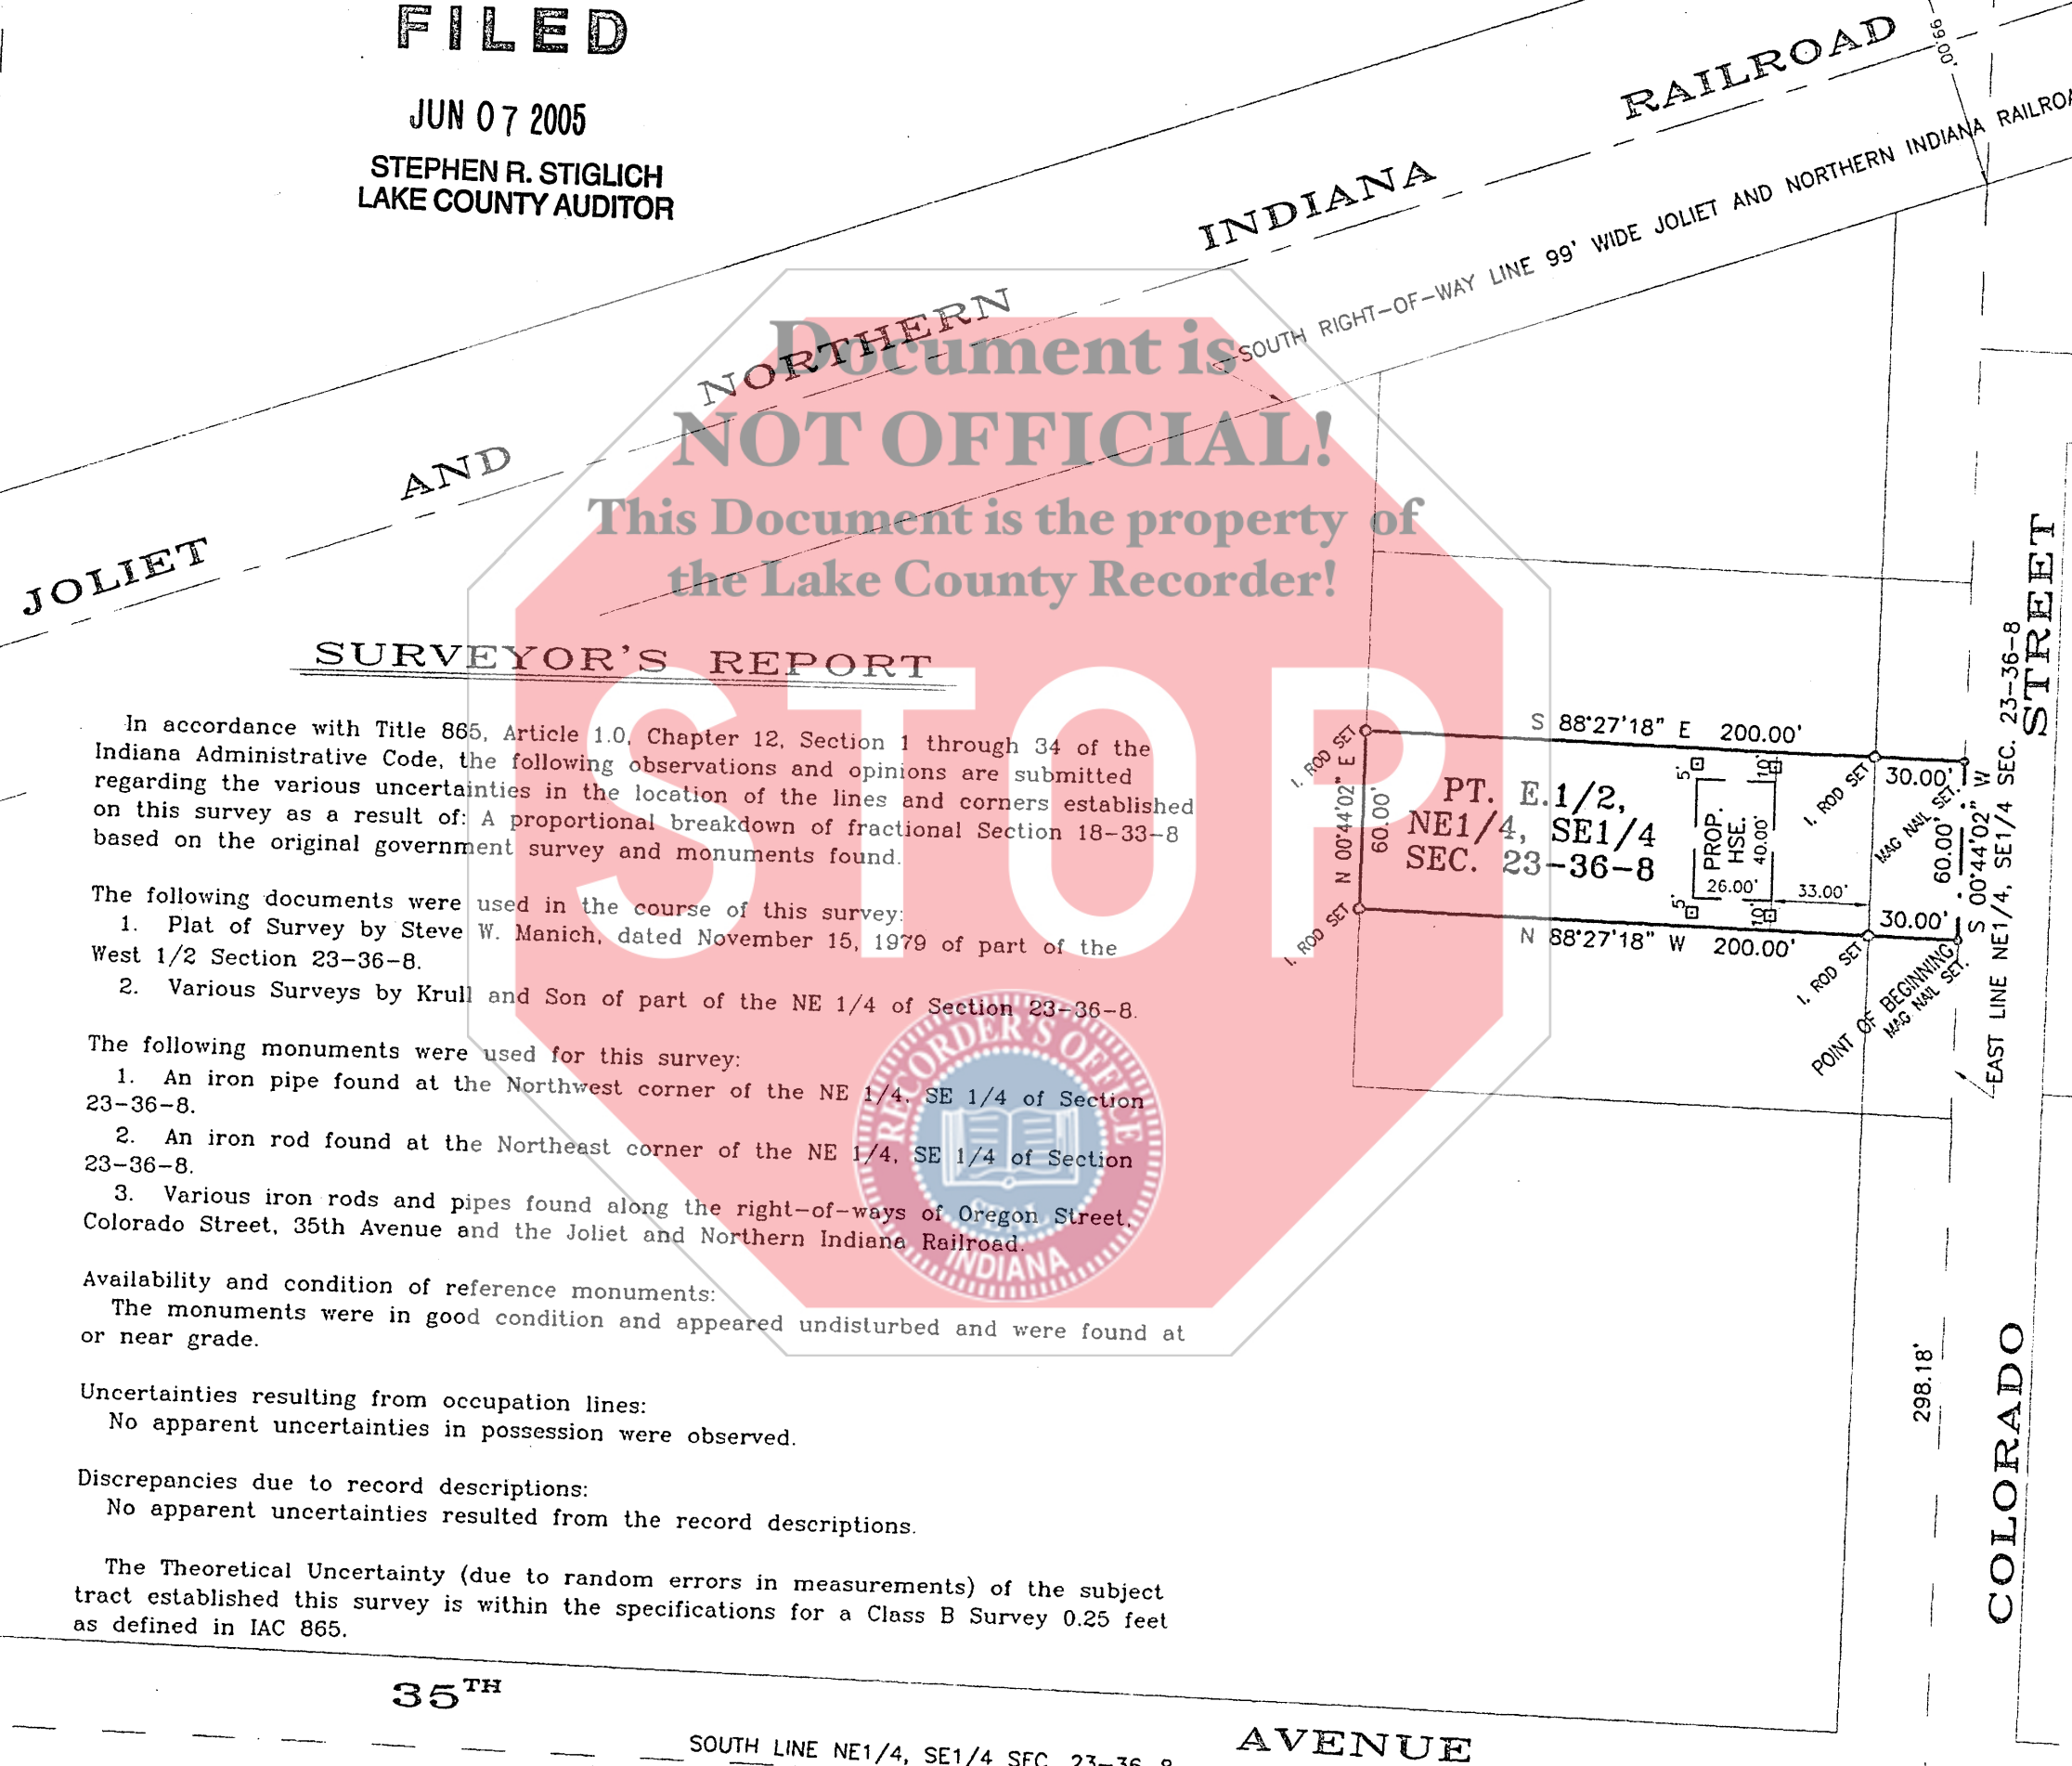 FILED
JUN 07 2005
STEPHEN R. STIGLICH
LAKE COUNTY AUDITOR
JOLIET AND NORTHERN INDIANA RAILROAD
99.00'
SOUTH RIGHT-OF-WAY LINE 99' WIDE JOLIET AND NORTHERN INDIANA
Document is
NOT OFFICIAL!
This Document is the property of
the Lake County Recorder!
STOP
SURVEYOR'S REPORT
In accordance with Title 865, Article 1.0, Chapter 12, Section 1 through 34 of the
Indiana Administrative Code, the following observations and opinions are submitted
regarding the various uncertainties in the location of the lines and corners established
on this survey as a result of: A proportional breakdown of fractional Section 18-33-8
based on the original government survey and monuments found.
The following documents were used in the course of this survey:
1. Plat of Survey by Steve W. Manich, dated November 15, 1979 of part of the
West 1/2 Section 23-36-8.
2. Various Surveys by Krull and Son of part of the NE 1/4 of Section 23-36-8.
The following monuments were used for this survey:
1. An iron pipe found at the Northwest corner of the NE 1/4, SE 1/4 of Section
23-36-8.
2. An iron rod found at the Northeast corner of the NE 1/4, SE 1/4 of Section
23-36-8.
3. Various iron rods and pipes found along the right-of-ways of Oregon Street,
Colorado Street, 35th Avenue and the Joliet and Northern Indiana Railroad.
Availability and condition of reference monuments:
The monuments were in good condition and appeared undisturbed and were found at
or near grade.
Uncertainties resulting from occupation lines:
No apparent uncertainties in possession were observed.
Discrepancies due to record descriptions:
No apparent uncertainties resulted from the record descriptions.
The Theoretical Uncertainty (due to random errors in measurements) of the subject
tract established this survey is within the specifications for a Class B Survey 0.25 feet
as defined in IAC 865.
RECORDER'S OFFICE
SEAL
INDIANA
S 88°27'18" E 200.00'
I. ROD SET
N 00°44'02" E
60.00'
PT. E.1/2,
NE1/4, SE1/4
SEC. 23-36-8
5'
10'
PROP.
HSE.
40.00'
26.00'
33.00'
5'
10'
I. ROD SET
30.00'
MAG NAIL SET.
60.00'
S 00°44'02" W
30.00'
I. ROD SET
N 88°27'18" W 200.00'
I. ROD SET
POINT OF BEGINNING
MAG NAIL SET.
EAST LINE NE1/4, SE1/4 SEC. 23-36-8
298.18'
COLORADO STREET
35TH AVENUE
SOUTH LINE NE1/4, SE1/4 SEC. 23-36-8